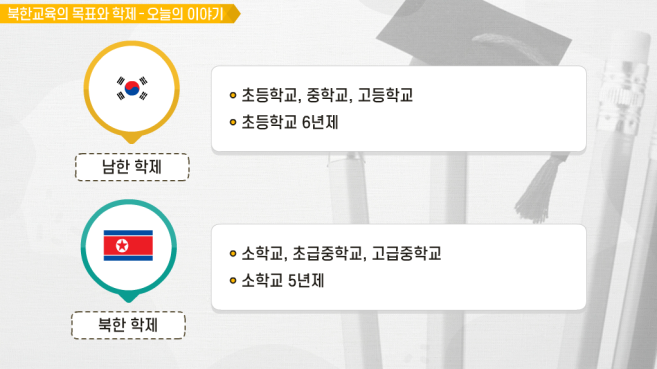 북한교육의 목표와 학제 - 오늘의 이야기
초등학교, 중학교, 고등학교
초등학교 6년제
남한 학제
소학교, 초급중학교, 고급중학교
소학교 5년제
북한 학제